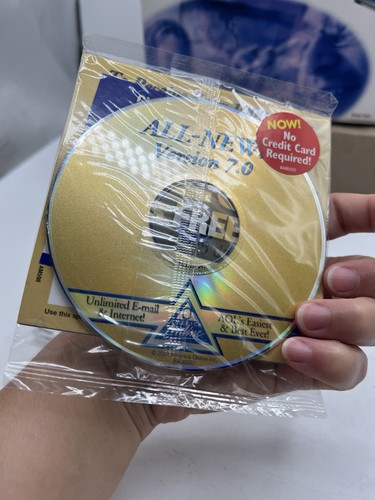 ALL-NEW!
Version 7.0
NOW!
No
Credit Card
Required!
FREE
Unlimited E-mail
& Internet!
AOL's Easiest
& Best Ever!
Use this